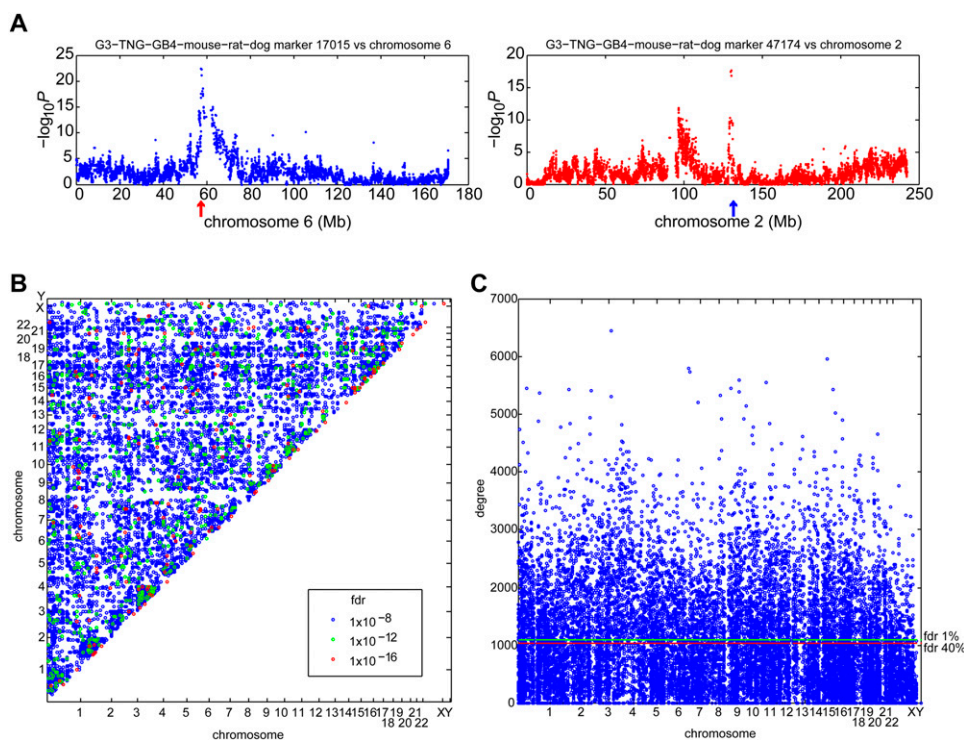 A
G3-TNG-GB4-mouse-rat-dog marker 17015 vs chromosome 6
25
20
15
10
5
0
−log10P
0 20 40 60 80 100 120 140 160 180
chromosome 6 (Mb)
G3-TNG-GB4-mouse-rat-dog marker 47174 vs chromosome 2
20
15
10
5
0
−log10P
0 50 100 150 200 250
chromosome 2 (Mb)
B
Y
X
22
21
20
19
18
17
16
15
14
13
12
11
10
9
8
7
6
5
4
3
2
1
chromosome
fdr
1x10−8
1x10−12
1x10−16
1 2 3 4 5 6 7 8 9 10 11 12 13 14 15 16 17 19 21 XY
18 20 22
chromosome
C
7000
6000
5000
4000
3000
2000
1000
0
degree
fdr 1%
fdr 40%
1 2 3 4 5 6 7 8 9 10 11 12 13 14 15 16 17 19 21 XY
18 20 22
chromosome